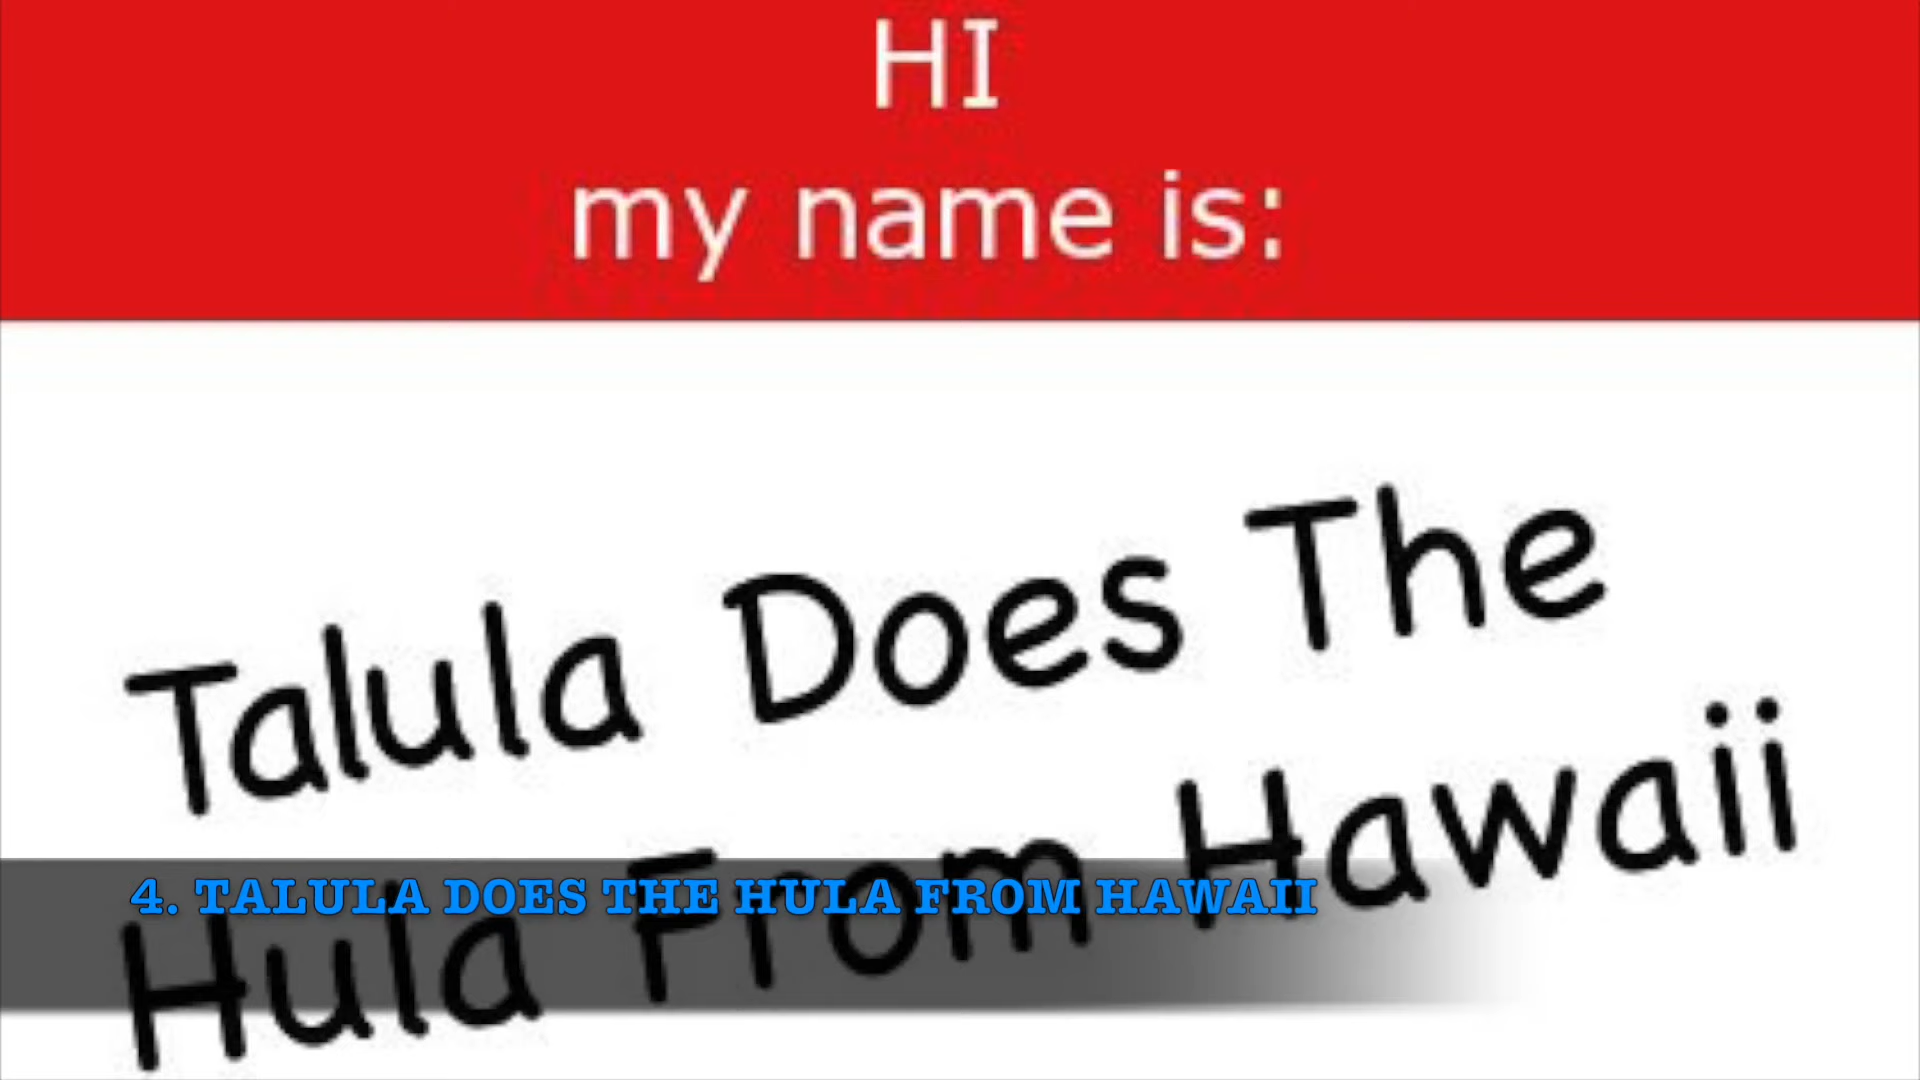 HI
my name is:
Talula Does The
Hula From Hawaii
4. TALULA DOES THE HULA FROM HAWAII